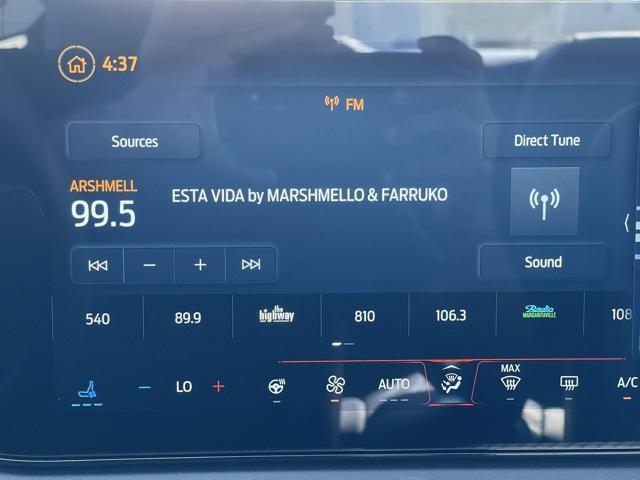 4:37
FM
Sources
Direct Tune
ARSHMELL
99.5
ESTA VIDA by MARSHMELLO & FARRUKO
Sound
540 89.9 the highway 810 106.3 Radio MARGARITAVILLE 108
LO AUTO MAX A/C